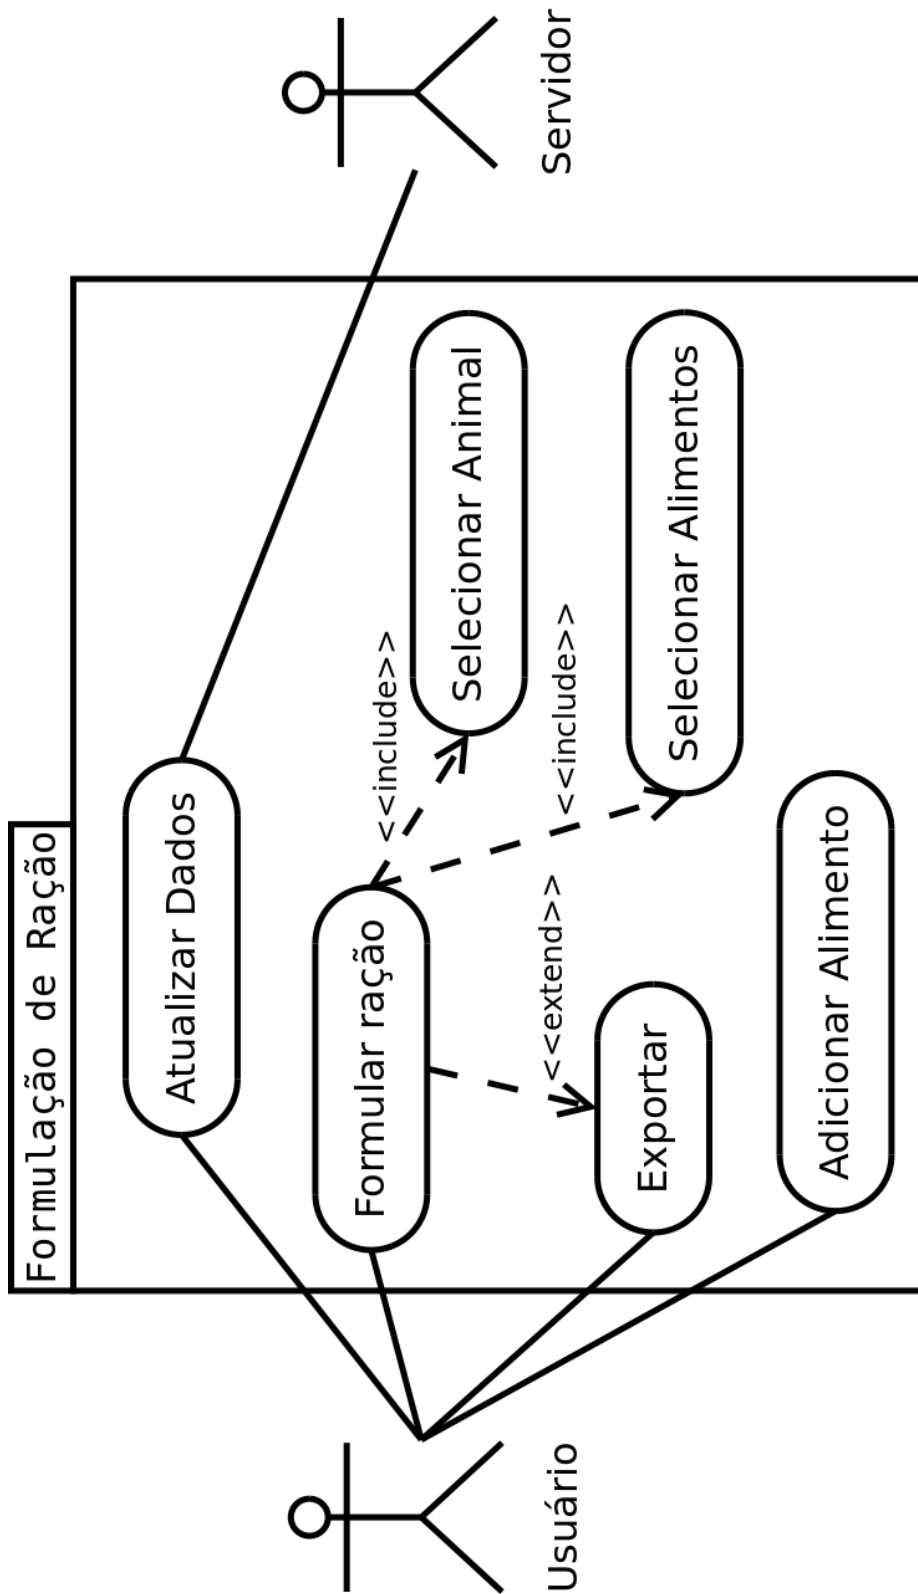 Formulação de Ração
Atualizar Dados
Servidor
Formular ração
<<include>>
Selecionar Animal
<<extend>>
<<include>>
Usuário
Exportar
Selecionar Alimentos
Adicionar Alimento